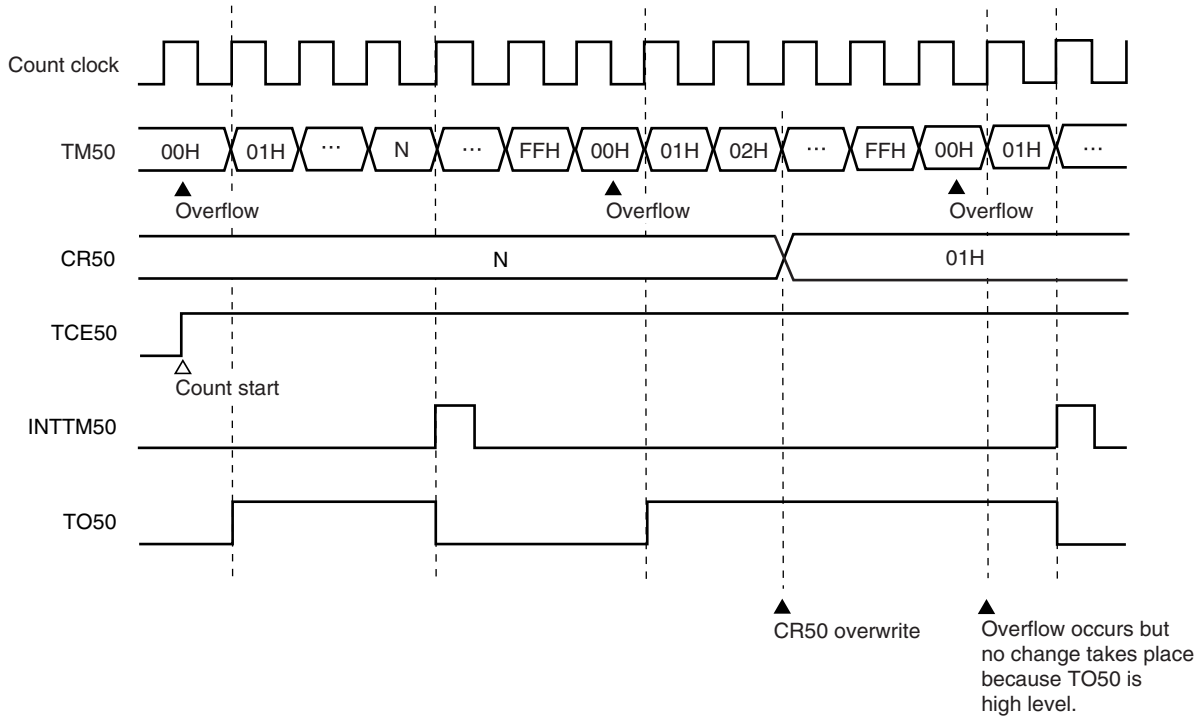 Count clock
TM50 00H 01H ... N ... FFH 00H 01H 02H ... FFH 00H 01H ...
Overflow Overflow Overflow
CR50 N 01H
TCE50
Count start
INTTM50
TO50
CR50 overwrite
Overflow occurs but
no change takes place
because TO50 is
high level.